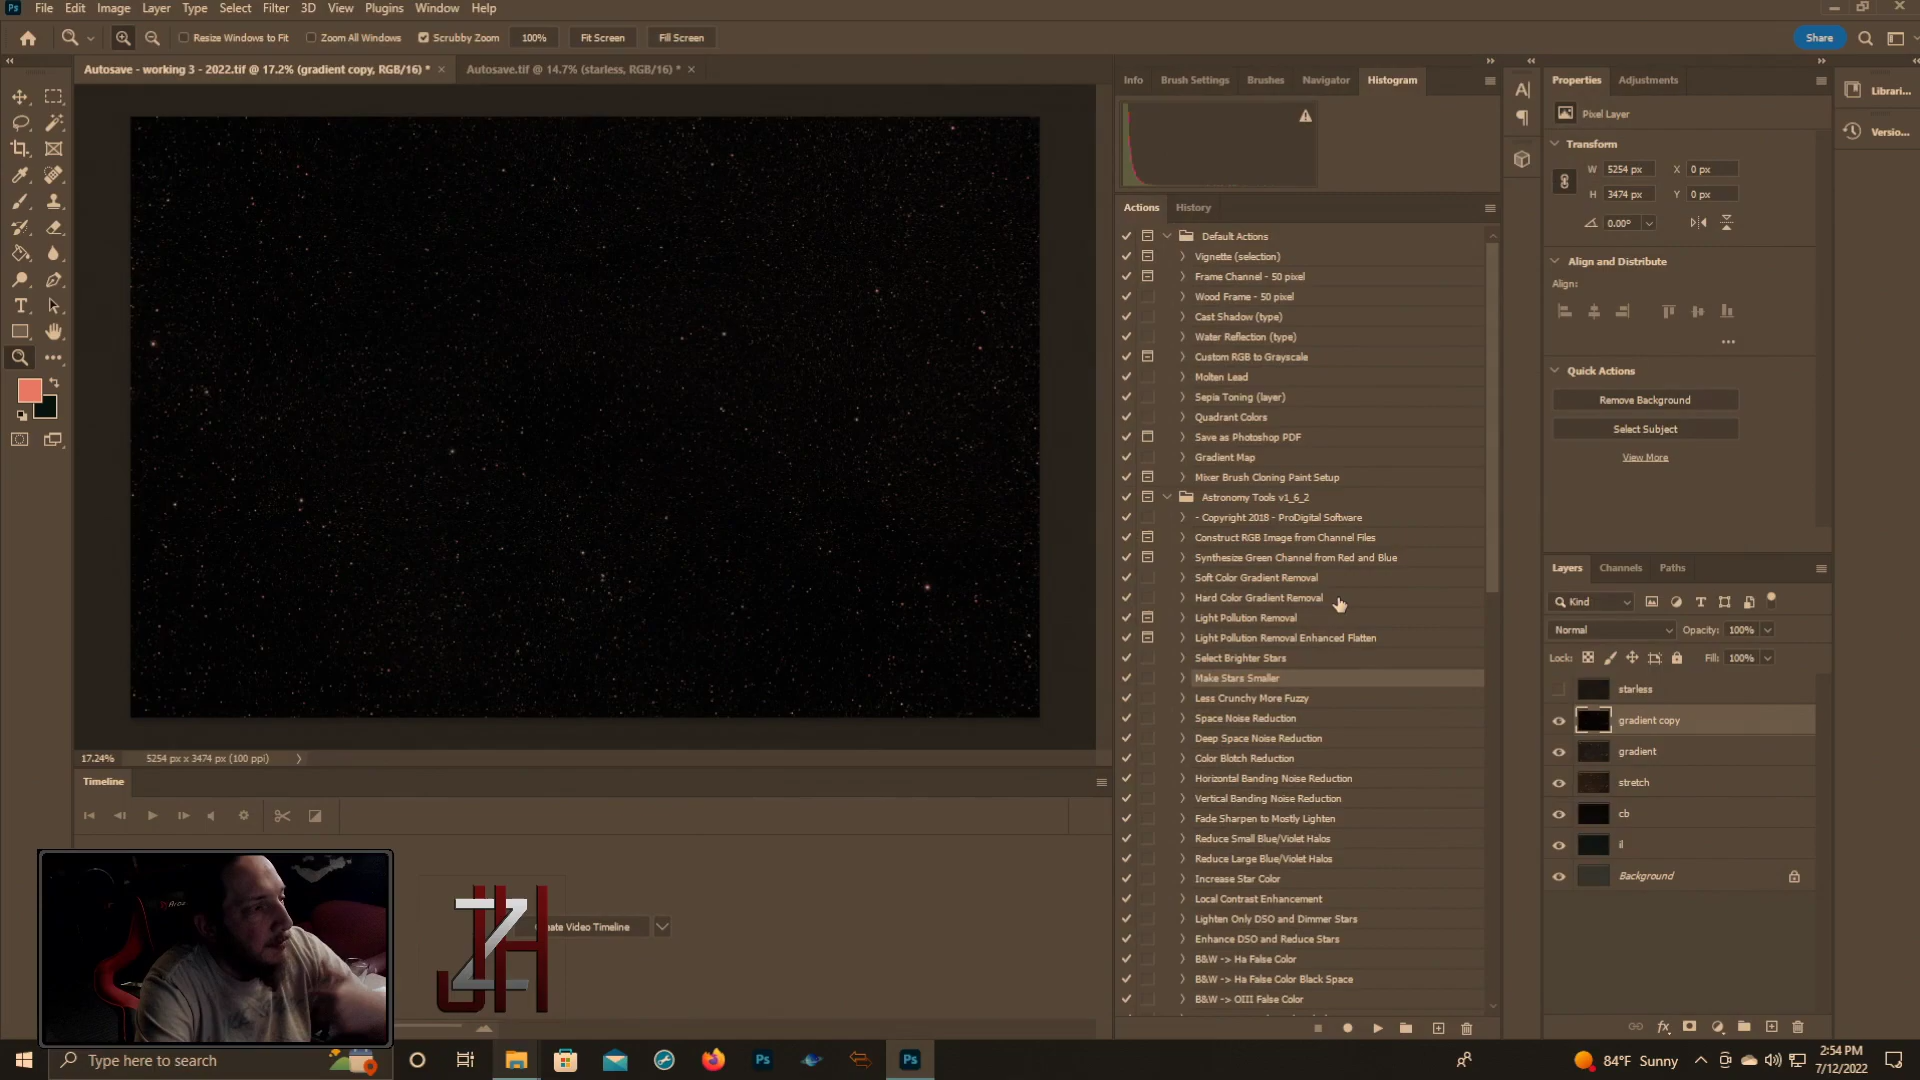 File Edit Image Layer Type Select Filter 3D View Plugins Window Help
Resize Windows to Fit Zoom All Windows Scrubby Zoom 100% Fit Screen Fill Screen Share
Autosave - working 3 - 2022.tif @ 17.2% (gradient copy, RGB/16) * × Autosave.tif @ 14.7% (starless, RGB/16) * ×
Info Brush Settings Brushes Navigator Histogram
Actions History
Default Actions
Vignette (selection)
Frame Channel - 50 pixel
Wood Frame - 50 pixel
Cast Shadow (type)
Water Reflection (type)
Custom RGB to Grayscale
Molten Lead
Sepia Toning (layer)
Quadrant Colors
Save as Photoshop PDF
Gradient Map
Mixer Brush Cloning Paint Setup
Astronomy Tools v1_6_2
- Copyright 2018 - ProDigital Software
Construct RGB Image from Channel Files
Synthesize Green Channel from Red and Blue
Soft Color Gradient Removal
Hard Color Gradient Removal
Light Pollution Removal
Light Pollution Removal Enhanced Flatten
Select Brighter Stars
Make Stars Smaller
Less Crunchy More Fuzzy
Space Noise Reduction
Deep Space Noise Reduction
Color Blotch Reduction
Horizontal Banding Noise Reduction
Vertical Banding Noise Reduction
Fade Sharpen to Mostly Lighten
Reduce Small Blue/Violet Halos
Reduce Large Blue/Violet Halos
Increase Star Color
Local Contrast Enhancement
Lighten Only DSO and Dimmer Stars
Enhance DSO and Reduce Stars
B&W -> Ha False Color
B&W -> Ha False Color Black Space
B&W -> OIII False Color
Properties Adjustments
Pixel Layer
Transform
W 5254 px X 0 px
H 3474 px Y 0 px
0.00°
Align and Distribute
Align:
Quick Actions
Remove Background
Select Subject
View More
Layers Channels Paths
Kind
Normal Opacity: 100%
Lock: Fill: 100%
starless
gradient copy
gradient
stretch
cb
il
Background
Librari...
Versio...
17.24% 5254 px x 3474 px (100 ppi)
Timeline
ate Video Timeline
JZH
Type here to search
84°F Sunny
2:54 PM
7/12/2022